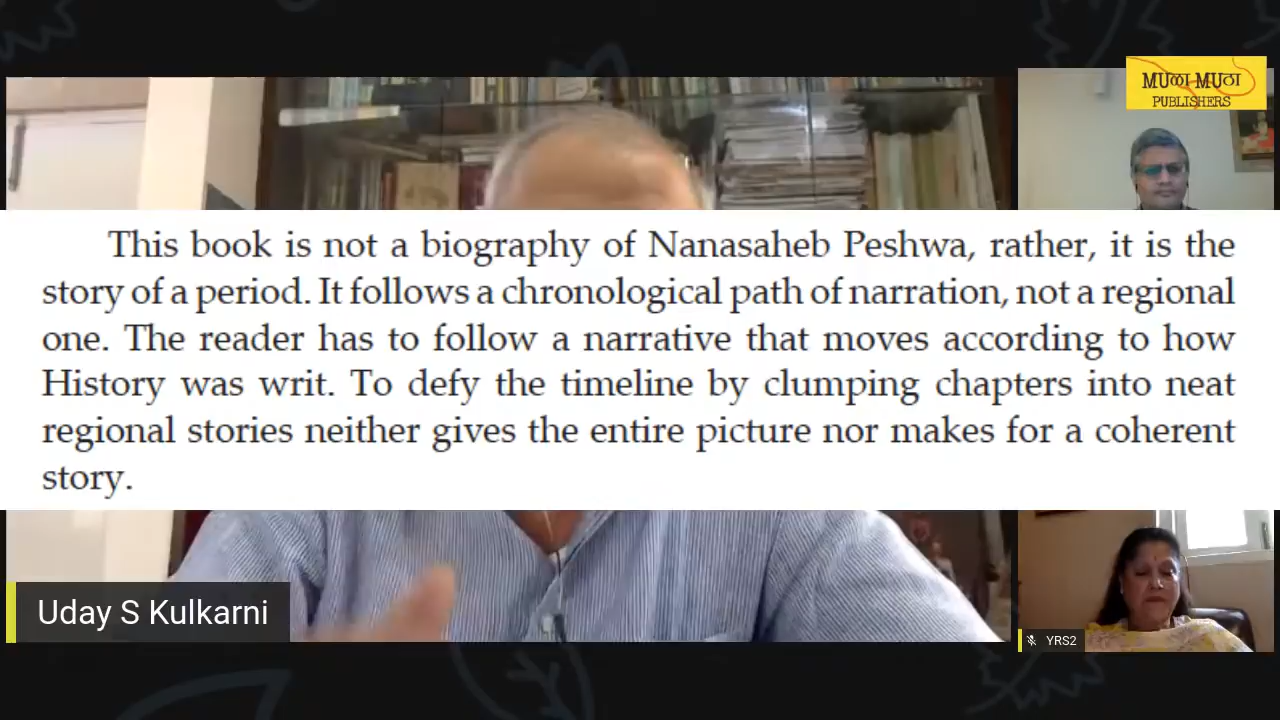 MUळा MUठा
PUBLISHERS
This book is not a biography of Nanasaheb Peshwa, rather, it is the
story of a period. It follows a chronological path of narration, not a regional
one. The reader has to follow a narrative that moves according to how
History was writ. To defy the timeline by clumping chapters into neat
regional stories neither gives the entire picture nor makes for a coherent
story.
Uday S Kulkarni
YRS2